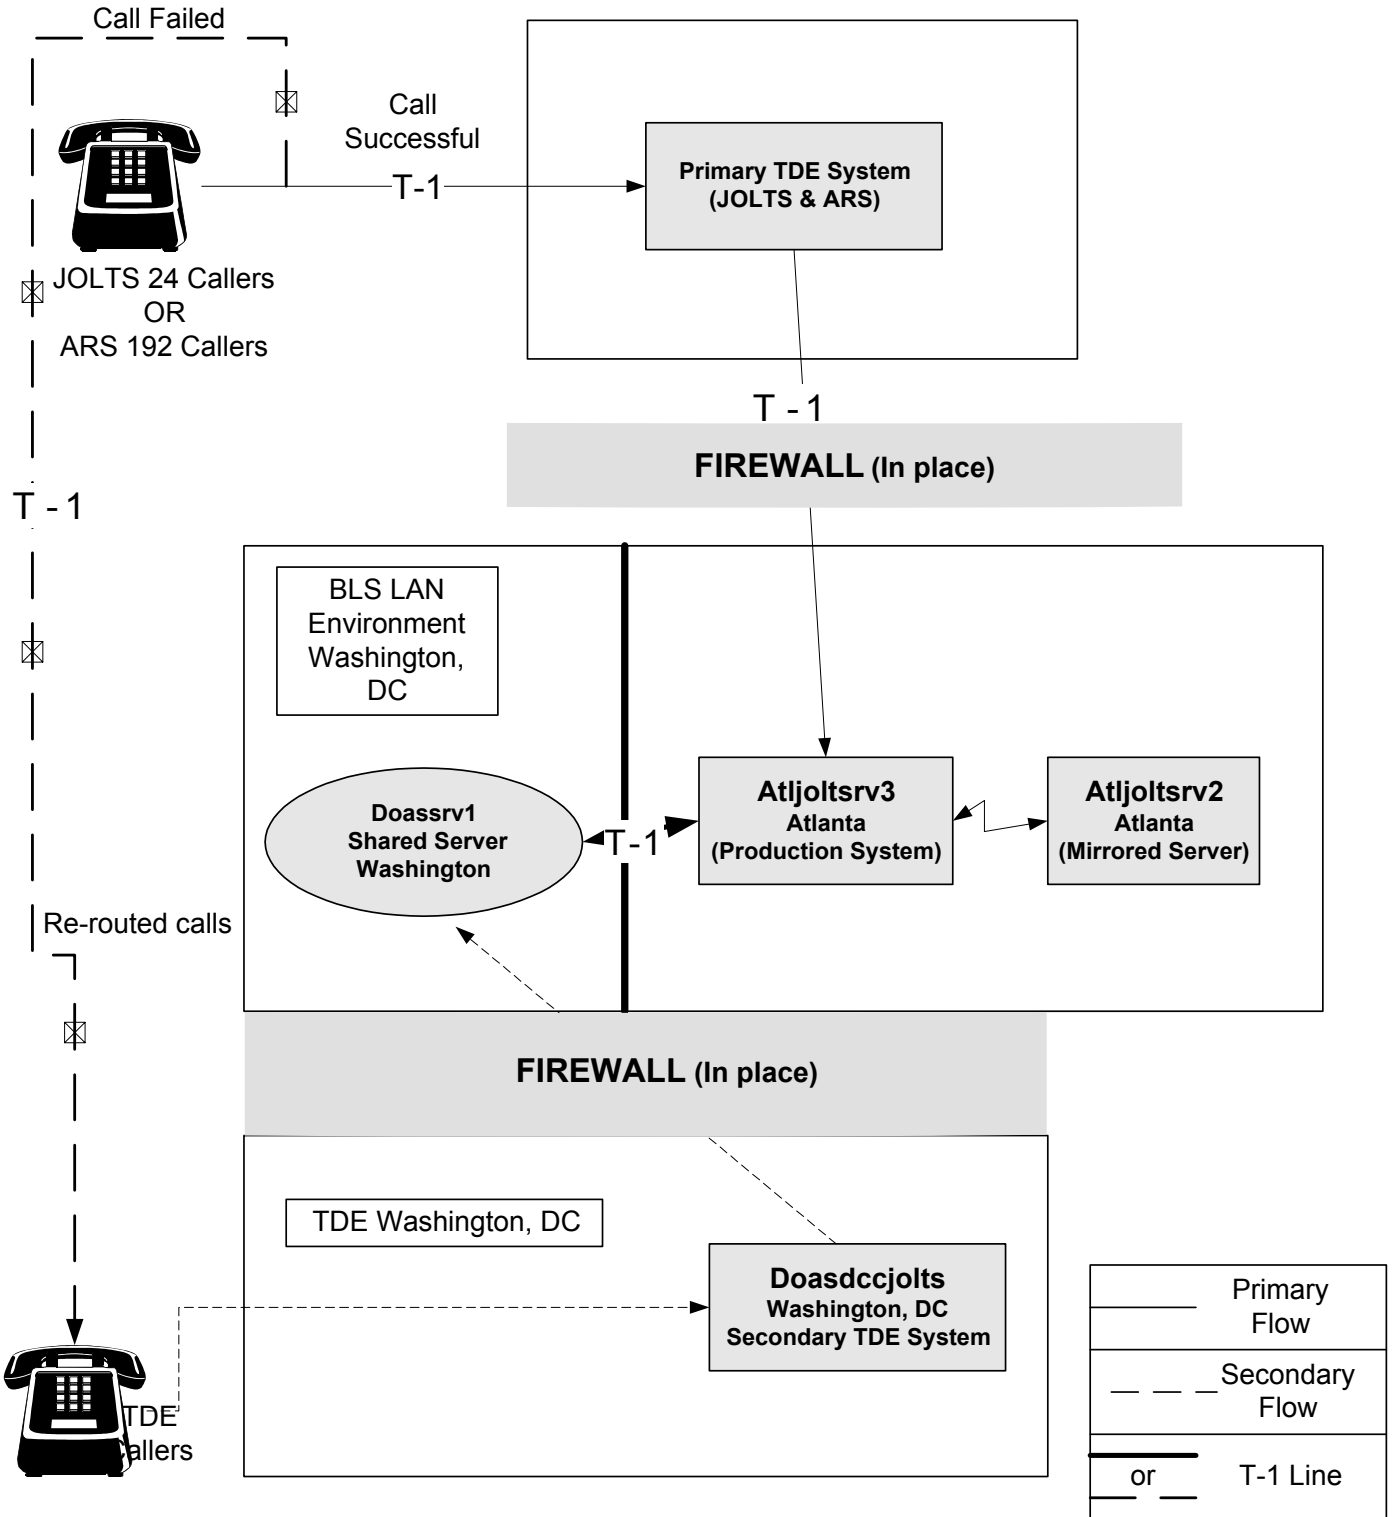 Call Failed
Call
Successful
T-1
Primary TDE System
(JOLTS & ARS)
JOLTS 24 Callers
OR
ARS 192 Callers
T - 1
FIREWALL (In place)
T - 1
BLS LAN
Environment
Washington,
DC
Doassrv1
Shared Server
Washington
T-1
Atljoltsrv3
Atlanta
(Production System)
Atljoltsrv2
Atlanta
(Mirrored Server)
Re-routed calls
FIREWALL (In place)
TDE Washington, DC
Doasdccjolts
Washington, DC
Secondary TDE System
TDE
Callers
Primary
Flow
Secondary
Flow
or
T-1 Line